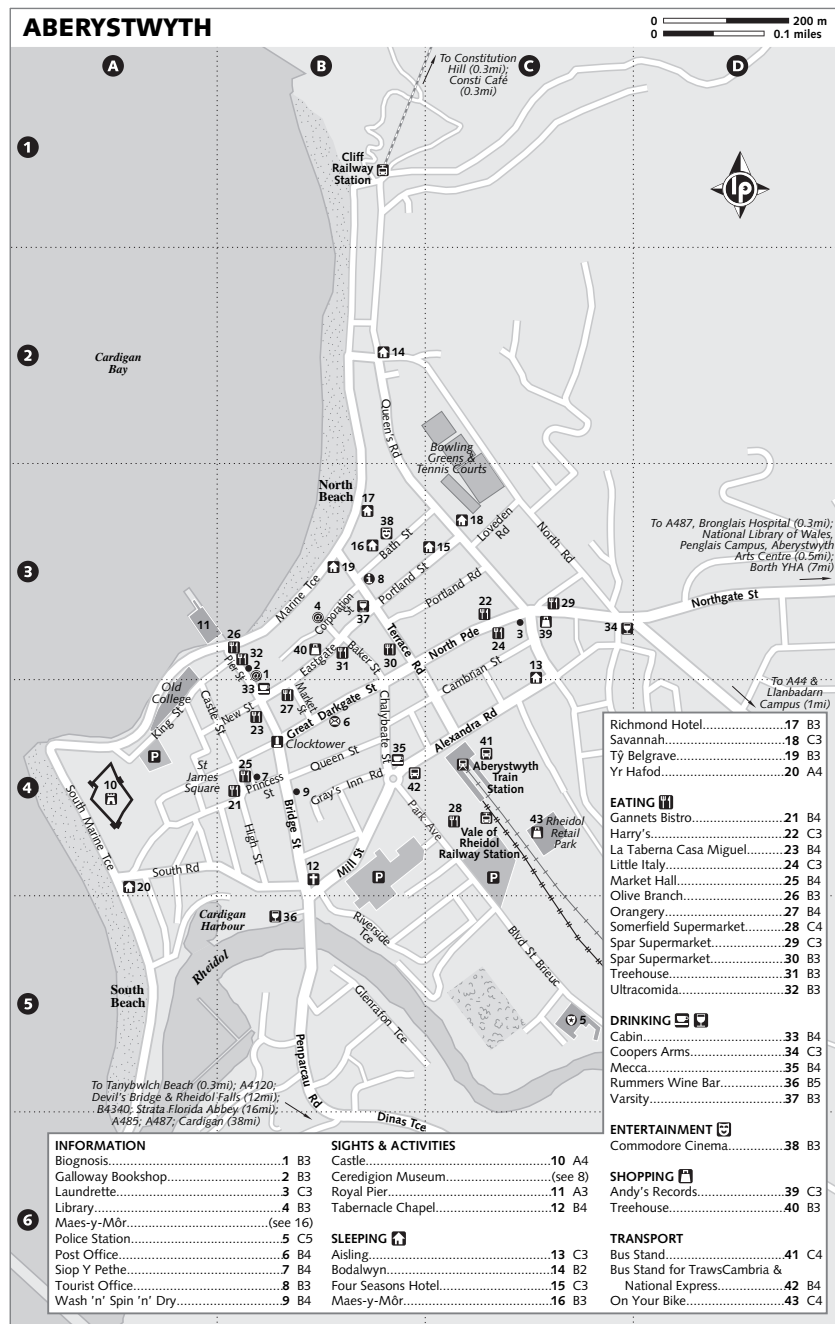 ABERYSTWYTH
0 200 m
0 0.1 miles
A
B
C
D
To Constitution
Hill (0.3mi);
Consti Café
(0.3mi)
1
Cliff
Railway
Station
lp
2
Cardigan
Bay
14
Queen's Rd
Bowling
Greens &
Tennis Courts
North
Beach
17
38
18
Loveden
Rd
North Rd
16
Bath St
15
To A487, Bronglais Hospital (0.3mi);
National Library of Wales,
Penglais Campus, Aberystwyth
Arts Centre (0.5mi);
Borth YHA (7mi)
3
19
8
Portland St
Marine Tce
Portland Rd
Northgate St
4
Corporation
St
37
22
29
11
Terrace Rd
North Pde
3
39
34
26
32
2
1
Pier St
40
Eastgate
31
Baker St
30
24
Cambrian St
13
To A44 &
Llanbadarn
Campus (1mi)
Old
College
33
27
Market
St
King St
Castle St
New St
23
Great Darkgate St
6
Chalybeate St
Alexandra Rd
Clocktower
Queen St
35
41
P
4
10
St
James
Square
25
7
Princess
St
9
Gray's Inn Rd
42
Aberystwyth
Train
Station
21
Bridge St
Park Ave
28
43
Rheidol
Retail
Park
Vale of
Rheidol
Railway Station
South Marine Tce
High St
South Rd
12
Mill St
P
P
20
Cardigan
Harbour
36
Riverside
Tce
Rheidol
Blvd St Brieuc
South
Beach
5
Glenrafon Tce
5
Penparcau Rd
To Tanybwlch Beach (0.3mi); A4120;
Devil's Bridge & Rheidol Falls (12mi);
B4340; Strata Florida Abbey (16mi);
A485; A487; Cardigan (38mi)
Dinas Tce
6
INFORMATION
Biognosis 1 B3
Galloway Bookshop 2 B3
Laundrette 3 C3
Library 4 B3
Maes-y-Môr (see 16)
Police Station 5 C5
Post Office 6 B4
Siop Y Pethe 7 B4
Tourist Office 8 B3
Wash 'n' Spin 'n' Dry 9 B4
SIGHTS & ACTIVITIES
Castle 10 A4
Ceredigion Museum (see 8)
Royal Pier 11 A3
Tabernacle Chapel 12 B4
SLEEPING
Aisling 13 C3
Bodalwyn 14 B2
Four Seasons Hotel 15 C3
Maes-y-Môr 16 B3
Richmond Hotel 17 B3
Savannah 18 C3
Tŷ Belgrave 19 B3
Yr Hafod 20 A4
EATING
Gannets Bistro 21 B4
Harry's 22 C3
La Taberna Casa Miguel 23 B4
Little Italy 24 C3
Market Hall 25 B4
Olive Branch 26 B3
Orangery 27 B4
Somerfield Supermarket 28 C4
Spar Supermarket 29 C3
Spar Supermarket 30 B3
Treehouse 31 B3
Ultracomida 32 B3
DRINKING
Cabin 33 B4
Coopers Arms 34 C3
Mecca 35 B4
Rummers Wine Bar 36 B5
Varsity 37 B3
ENTERTAINMENT
Commodore Cinema 38 B3
SHOPPING
Andy's Records 39 C3
Treehouse 40 B3
TRANSPORT
Bus Stand 41 C4
Bus Stand for TrawsCambria &
National Express 42 B4
On Your Bike 43 C4